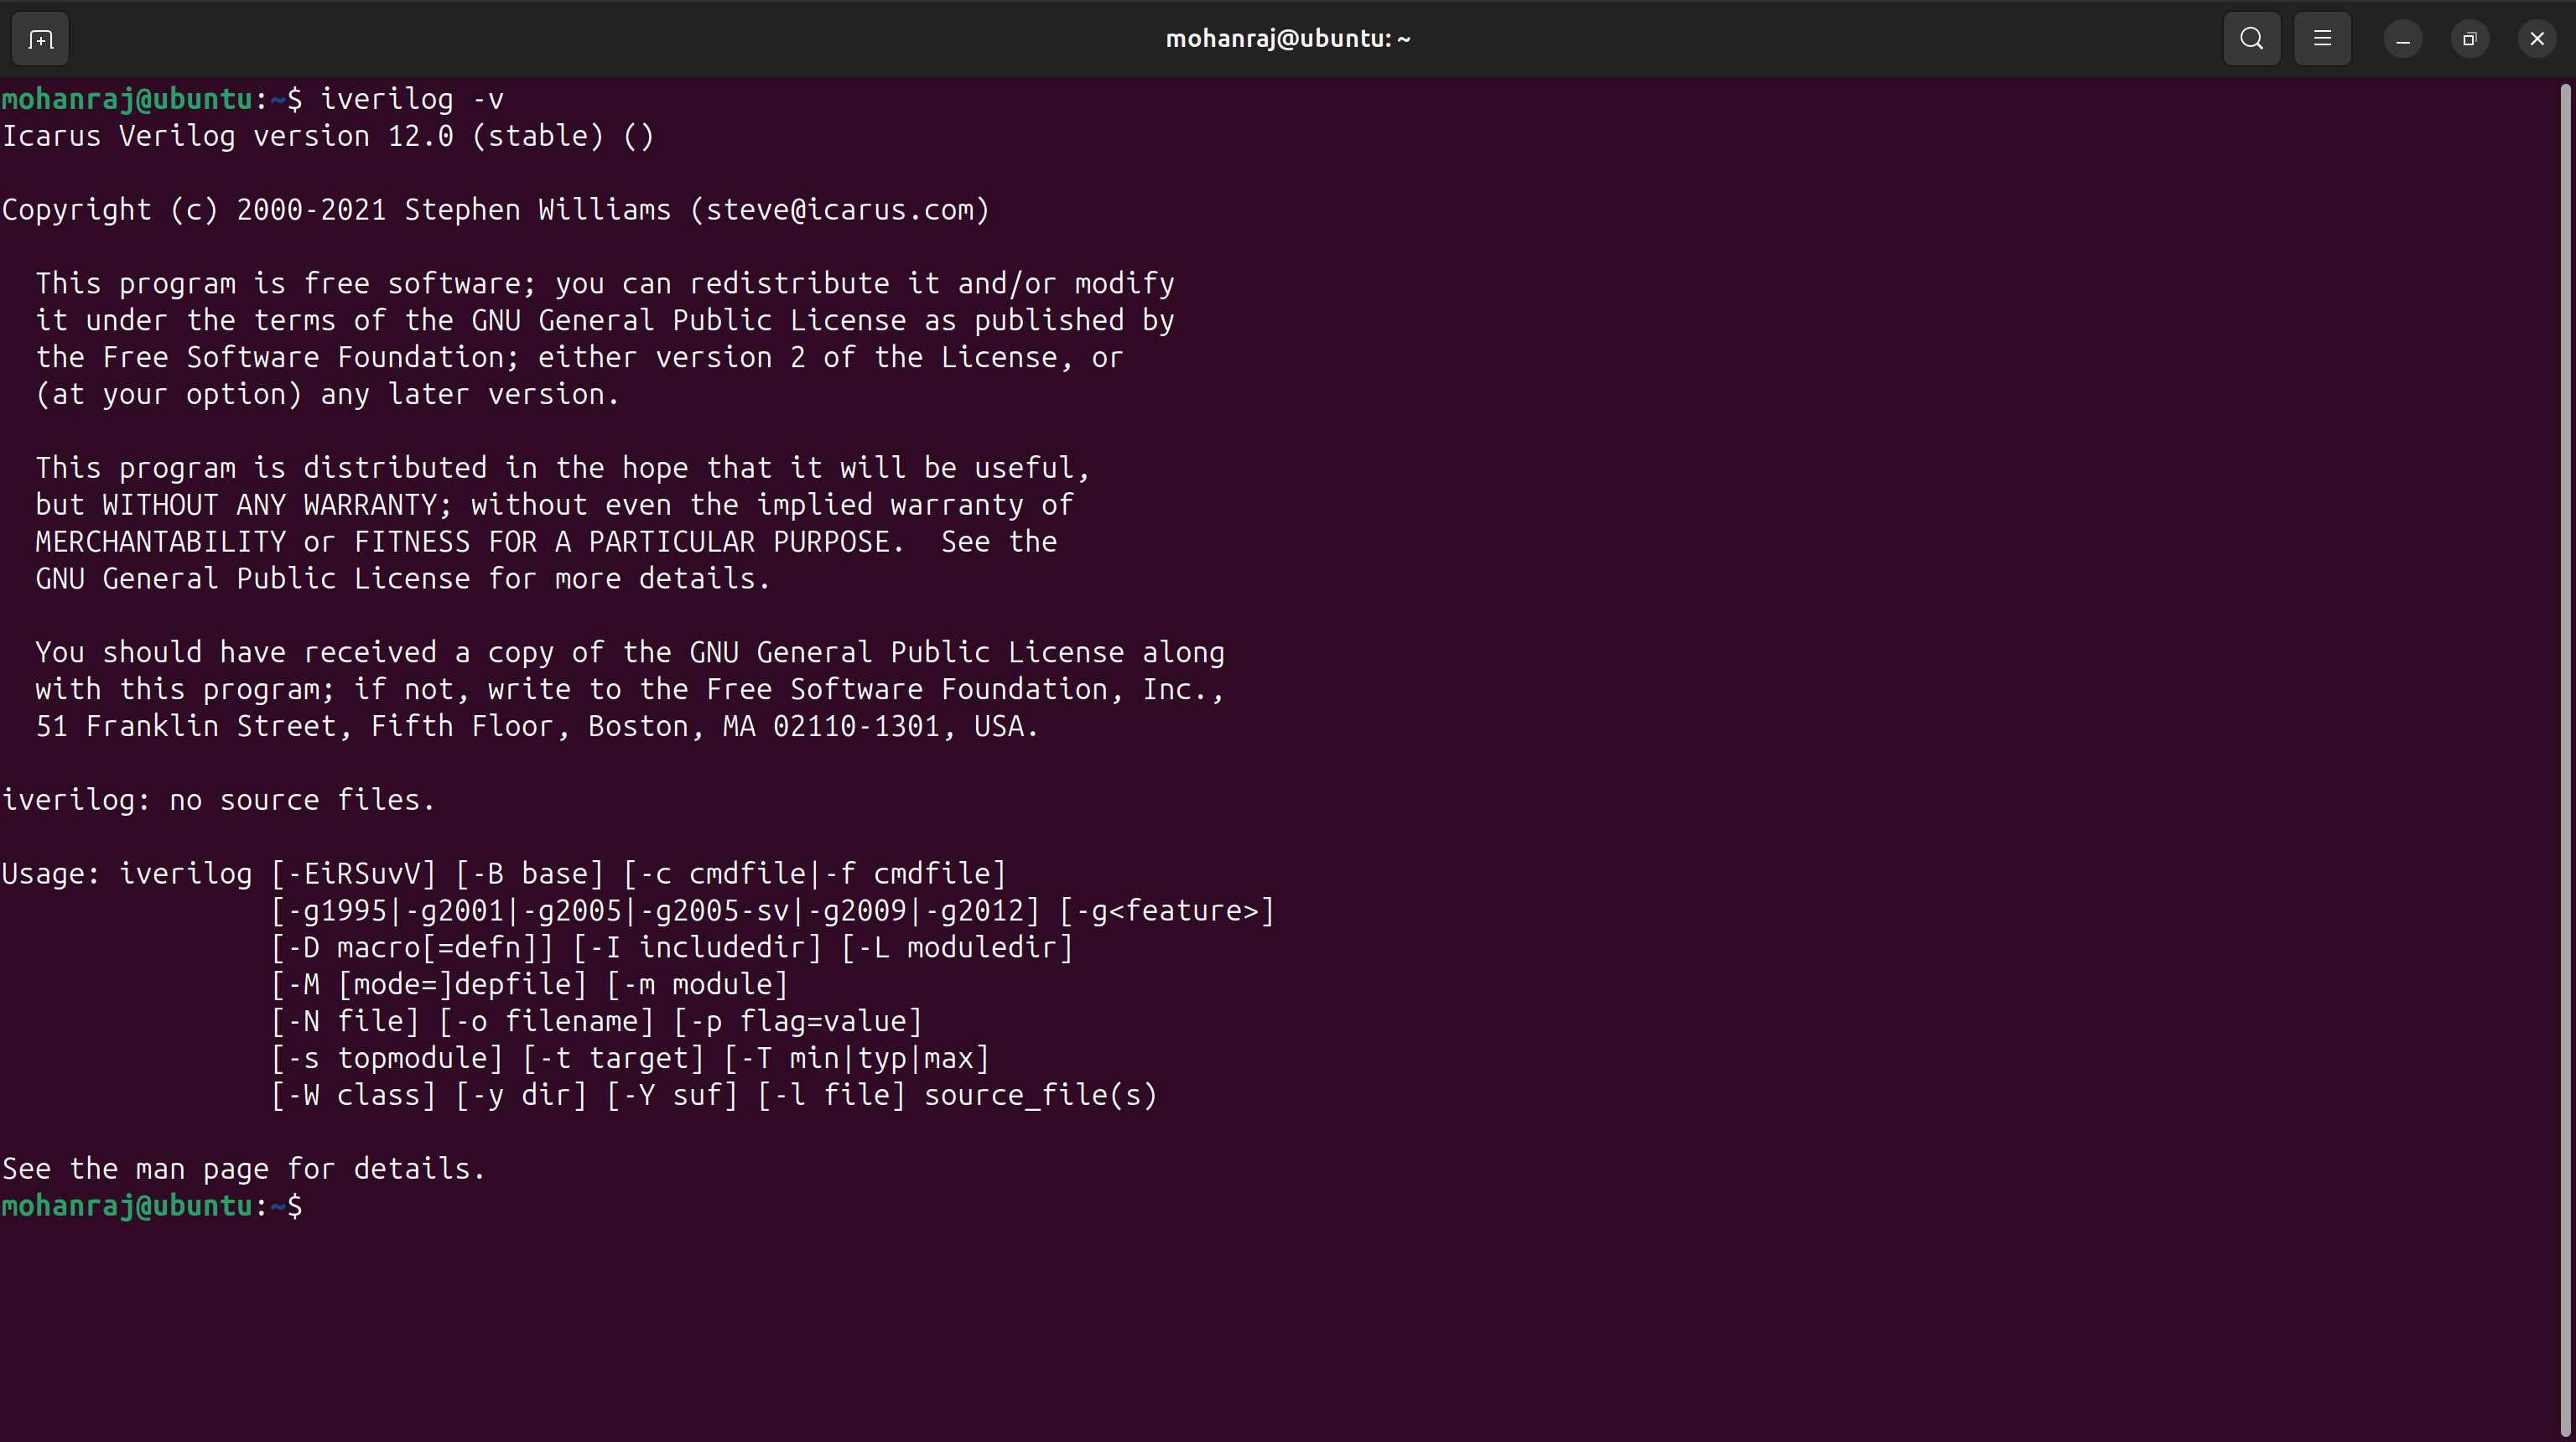 mohanraj@ubuntu: ~
mohanraj@ubuntu:~$ iverilog -v
Icarus Verilog version 12.0 (stable) ()

Copyright (c) 2000-2021 Stephen Williams (steve@icarus.com)

  This program is free software; you can redistribute it and/or modify
  it under the terms of the GNU General Public License as published by
  the Free Software Foundation; either version 2 of the License, or
  (at your option) any later version.

  This program is distributed in the hope that it will be useful,
  but WITHOUT ANY WARRANTY; without even the implied warranty of
  MERCHANTABILITY or FITNESS FOR A PARTICULAR PURPOSE.  See the
  GNU General Public License for more details.

  You should have received a copy of the GNU General Public License along
  with this program; if not, write to the Free Software Foundation, Inc.,
  51 Franklin Street, Fifth Floor, Boston, MA 02110-1301, USA.

iverilog: no source files.

Usage: iverilog [-EiRSuvV] [-B base] [-c cmdfile|-f cmdfile]
                [-g1995|-g2001|-g2005|-g2005-sv|-g2009|-g2012] [-g<feature>]
                [-D macro[=defn]] [-I includedir] [-L moduledir]
                [-M [mode=]depfile] [-m module]
                [-N file] [-o filename] [-p flag=value]
                [-s topmodule] [-t target] [-T min|typ|max]
                [-W class] [-y dir] [-Y suf] [-l file] source_file(s)

See the man page for details.
mohanraj@ubuntu:~$